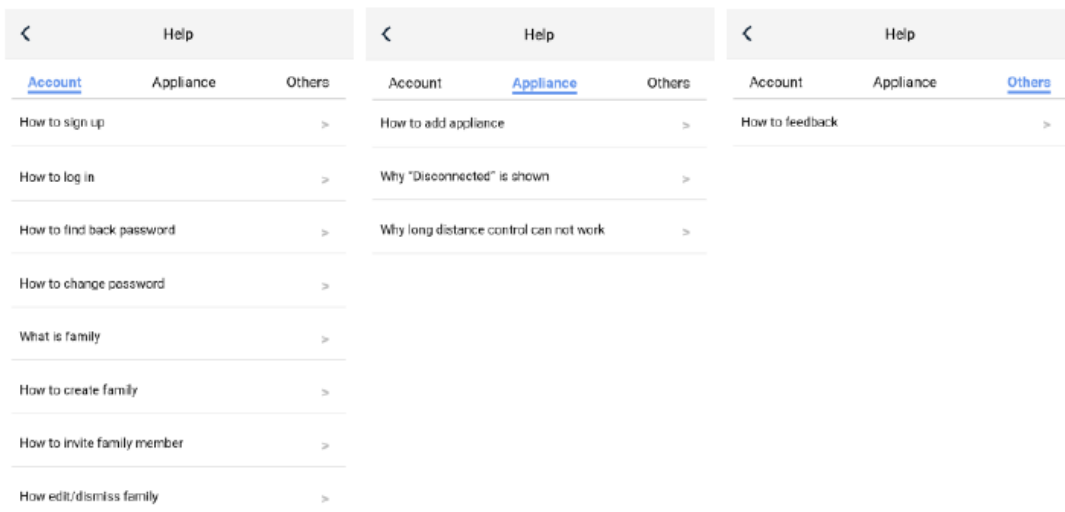 Help
Account Appliance Others
How to sign up >
How to log in >
How to find back password >
How to change password >
What is family >
How to create family >
How to invite family member >
How edit/dismiss family >
Help
Account Appliance Others
How to add appliance >
Why "Disconnected" is shown >
Why long distance control can not work >
Help
Account Appliance Others
How to feedback >